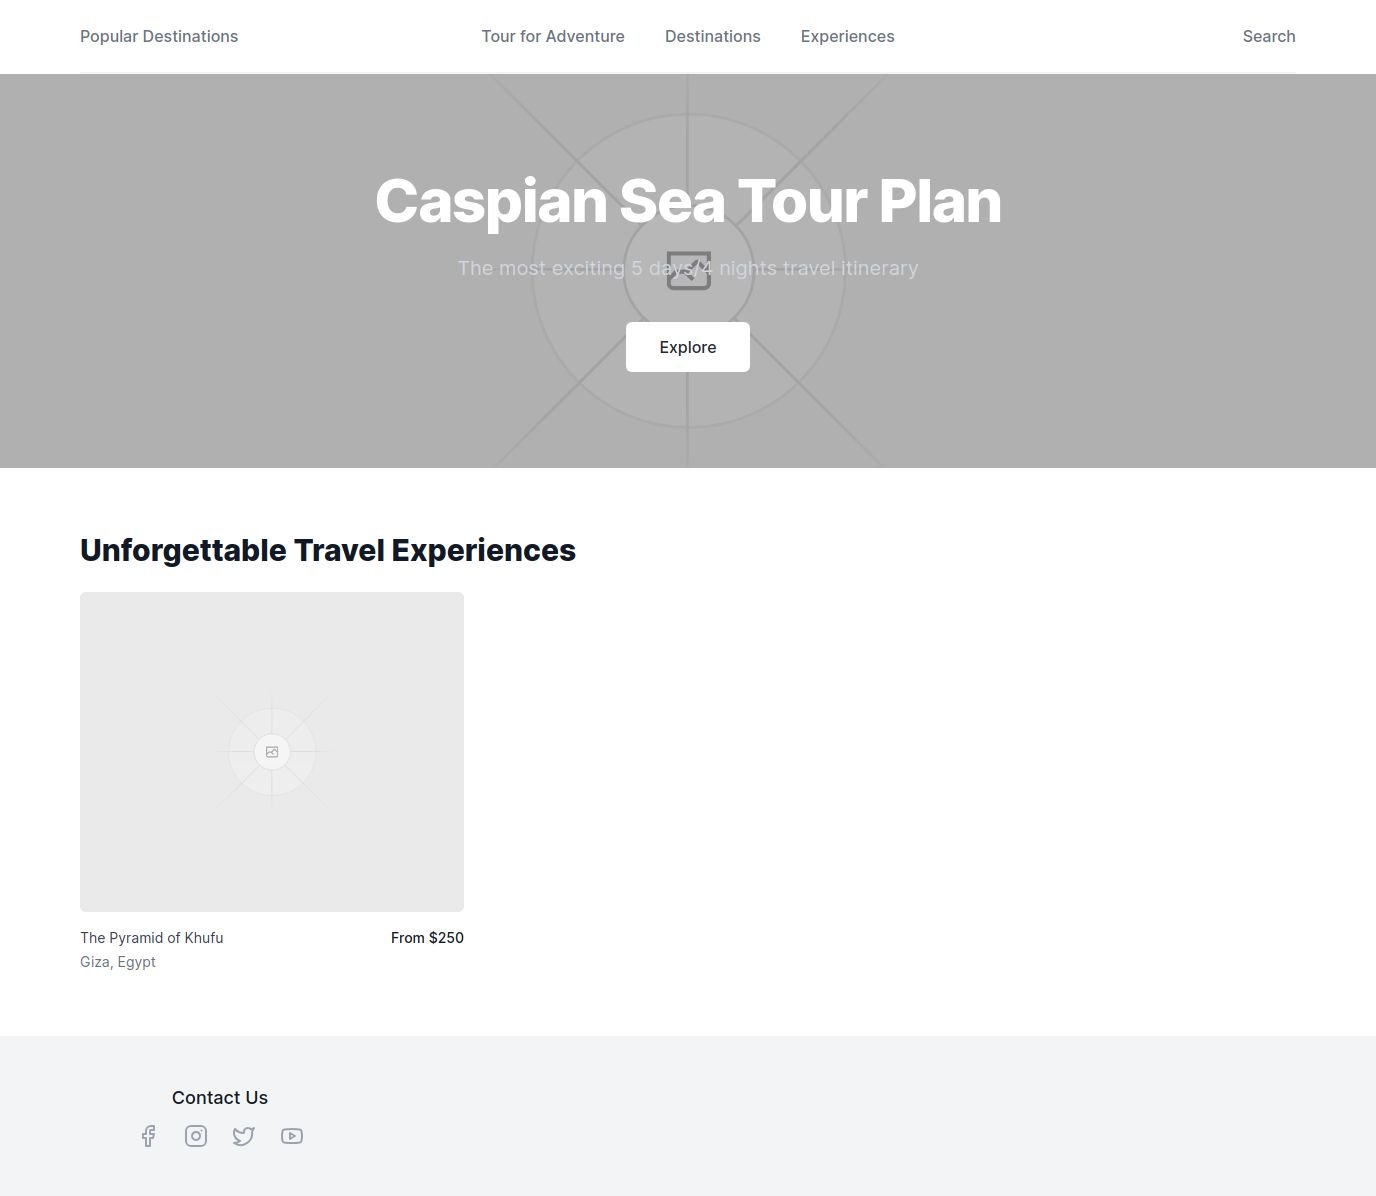 Popular Destinations
Tour for Adventure
Destinations
Experiences
Search
Caspian Sea Tour Plan
The most exciting 5 days/4 nights travel itinerary
Explore
Unforgettable Travel Experiences
The Pyramid of Khufu
From $250
Giza, Egypt
Contact Us